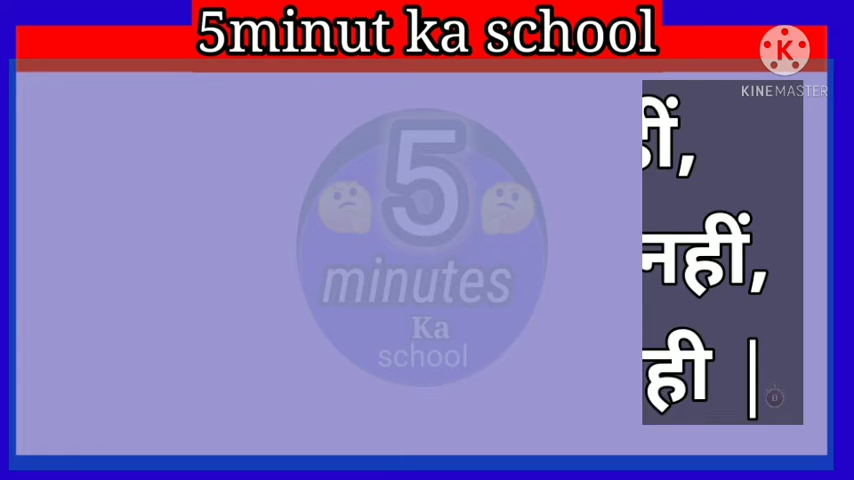 5minut ka school
K
KINEMASTER
5
minutes
Ka
school
नहीं,
ही |